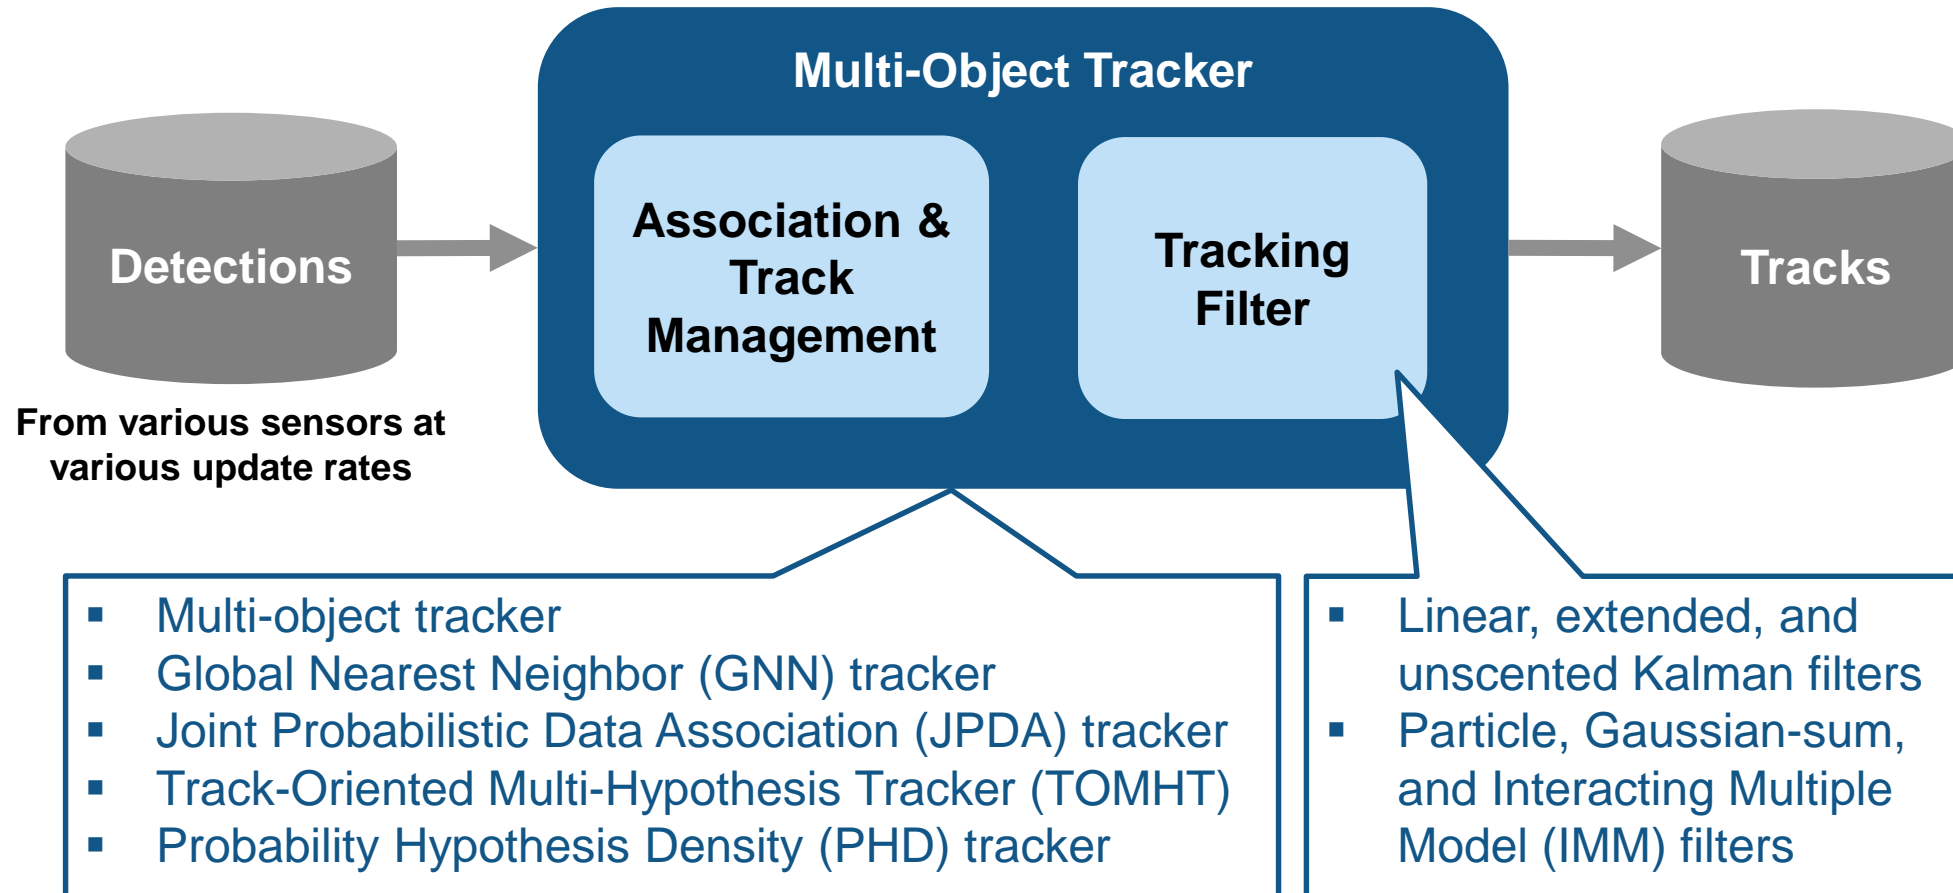 Multi-Object Tracker
Detections
Association &
Track
Management
Tracking
Filter
Tracks
From various sensors at
various update rates
▪ Multi-object tracker
▪ Global Nearest Neighbor (GNN) tracker
▪ Joint Probabilistic Data Association (JPDA) tracker
▪ Track-Oriented Multi-Hypothesis Tracker (TOMHT)
▪ Probability Hypothesis Density (PHD) tracker
▪ Linear, extended, and
unscented Kalman filters
▪ Particle, Gaussian-sum,
and Interacting Multiple
Model (IMM) filters